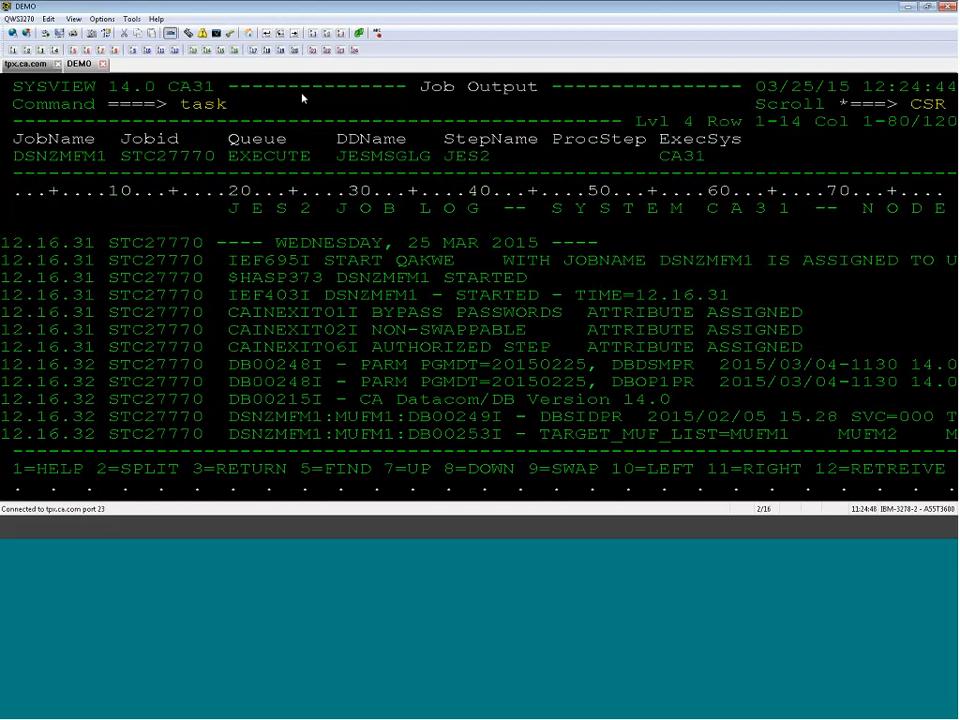 DEMO
QWS3270 Edit View Options Tools Help
tpx.ca.com DEMO
SYSVIEW 14.0 CA31 --------------- Job Output ---------------- 03/25/15 12:24:44
Command ====> task Scroll *===> CSR
---------------------------------------------------- Lvl 4 Row 1-14 Col 1-80/120
JobName Jobid Queue DDName StepName ProcStep ExecSys
DSNZMFM1 STC27770 EXECUTE JESMSGLG JES2 CA31
-------------------------------------------------------------------------------
...+....10...+....20...+....30...+....40...+....50...+....60...+....70...+....
J E S 2 J O B L O G -- S Y S T E M C A 3 1 -- N O D E
12.16.31 STC27770 ---- WEDNESDAY, 25 MAR 2015 ----
12.16.31 STC27770 IEF695I START QAKWE WITH JOBNAME DSNZMFM1 IS ASSIGNED TO U
12.16.31 STC27770 $HASP373 DSNZMFM1 STARTED
12.16.31 STC27770 IEF403I DSNZMFM1 - STARTED - TIME=12.16.31
12.16.31 STC27770 CAINEXIT01I BYPASS PASSWORDS ATTRIBUTE ASSIGNED
12.16.31 STC27770 CAINEXIT02I NON-SWAPPABLE ATTRIBUTE ASSIGNED
12.16.31 STC27770 CAINEXIT06I AUTHORIZED STEP ATTRIBUTE ASSIGNED
12.16.32 STC27770 DB00248I - PARM PGMDT=20150225, DBDSMPR 2015/03/04-1130 14.0
12.16.32 STC27770 DB00248I - PARM PGMDT=20150225, DBOP1PR 2015/03/04-1130 14.0
12.16.32 STC27770 DB00215I - CA Datacom/DB Version 14.0
12.16.32 STC27770 DSNZMFM1:MUFM1:DB00249I - DBSIDPR 2015/02/05 15.28 SVC=000 T
12.16.32 STC27770 DSNZMFM1:MUFM1:DB00253I - TARGET_MUF_LIST=MUFM1 MUFM2 M
-------------------------------------------------------------------------------
1=HELP 2=SPLIT 3=RETURN 5=FIND 7=UP 8=DOWN 9=SWAP 10=LEFT 11=RIGHT 12=RETREIVE
Connected to tpx.ca.com port 23 2/16 11:24:48 IBM-3278-2 - A55T3600